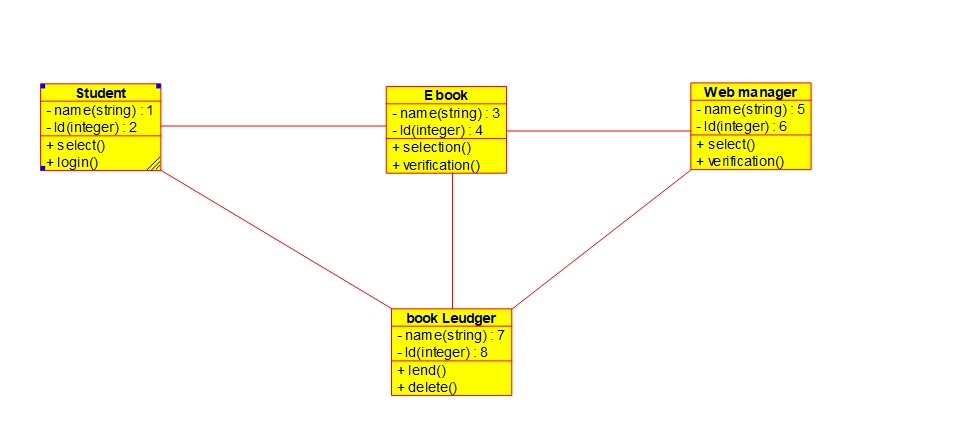 Student
- name(string) : 1
- Id(integer) : 2
+ select()
+ login()
E book
- name(string) : 3
- Id(integer) : 4
+ selection()
+ verification()
Web manager
- name(string) : 5
- Id(integer) : 6
+ select()
+ verification()
book Leudger
- name(string) : 7
- Id(integer) : 8
+ lend()
+ delete()